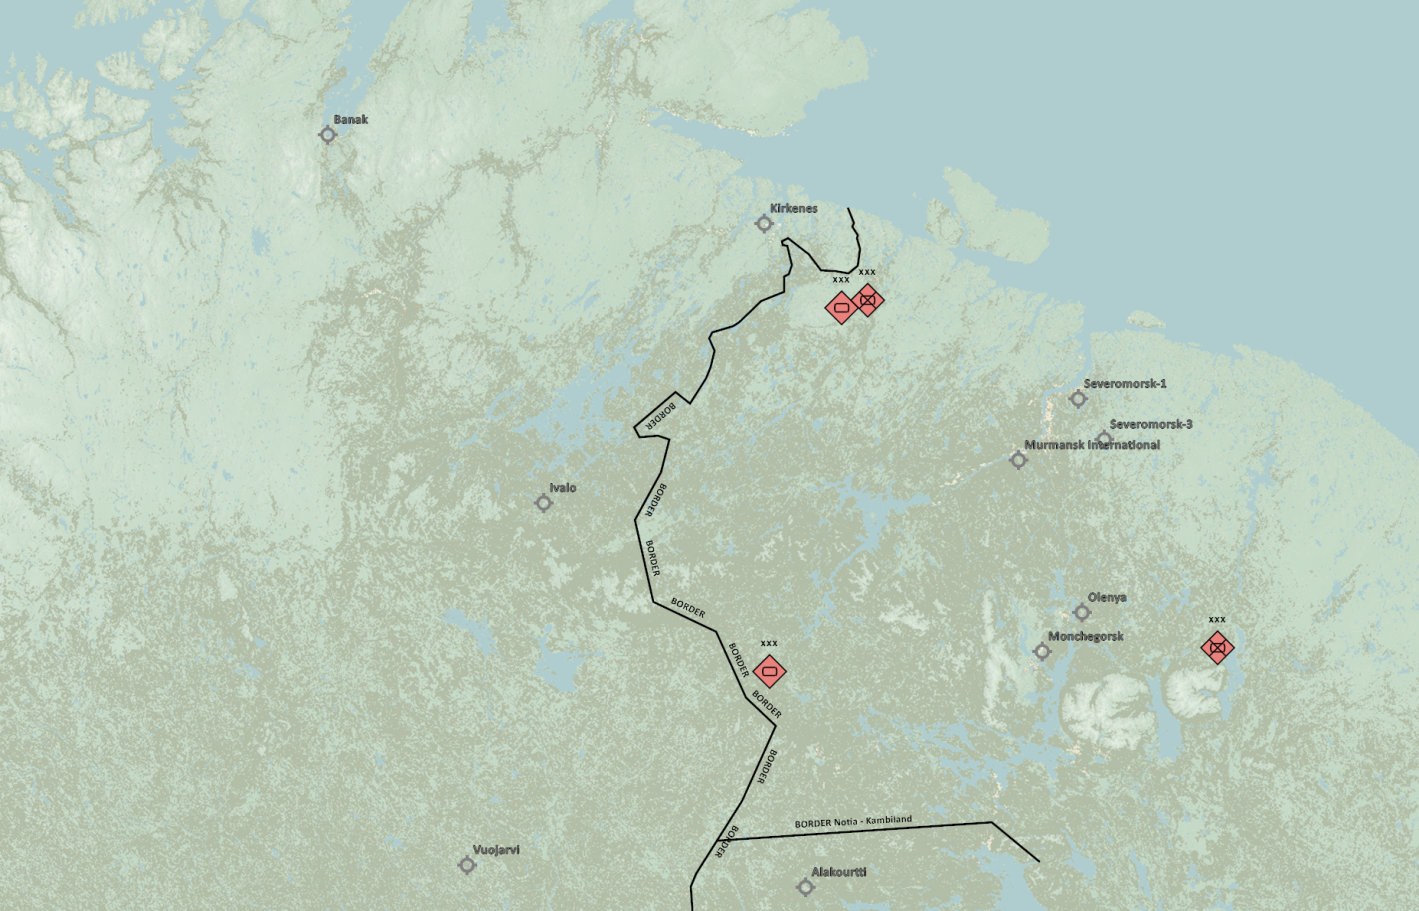 Banak
Kirkenes
xxx
xxx
Severomorsk-1
BORDER
Severomorsk-3
Murmansk International
Ivalo
BORDER
BORDER
Olenya
BORDER
xxx
Monchegorsk
xxx
BORDER
BORDER
BORDER
BORDER Notia - Kambiland
BORDER
Vuojarvi
Alakourtti